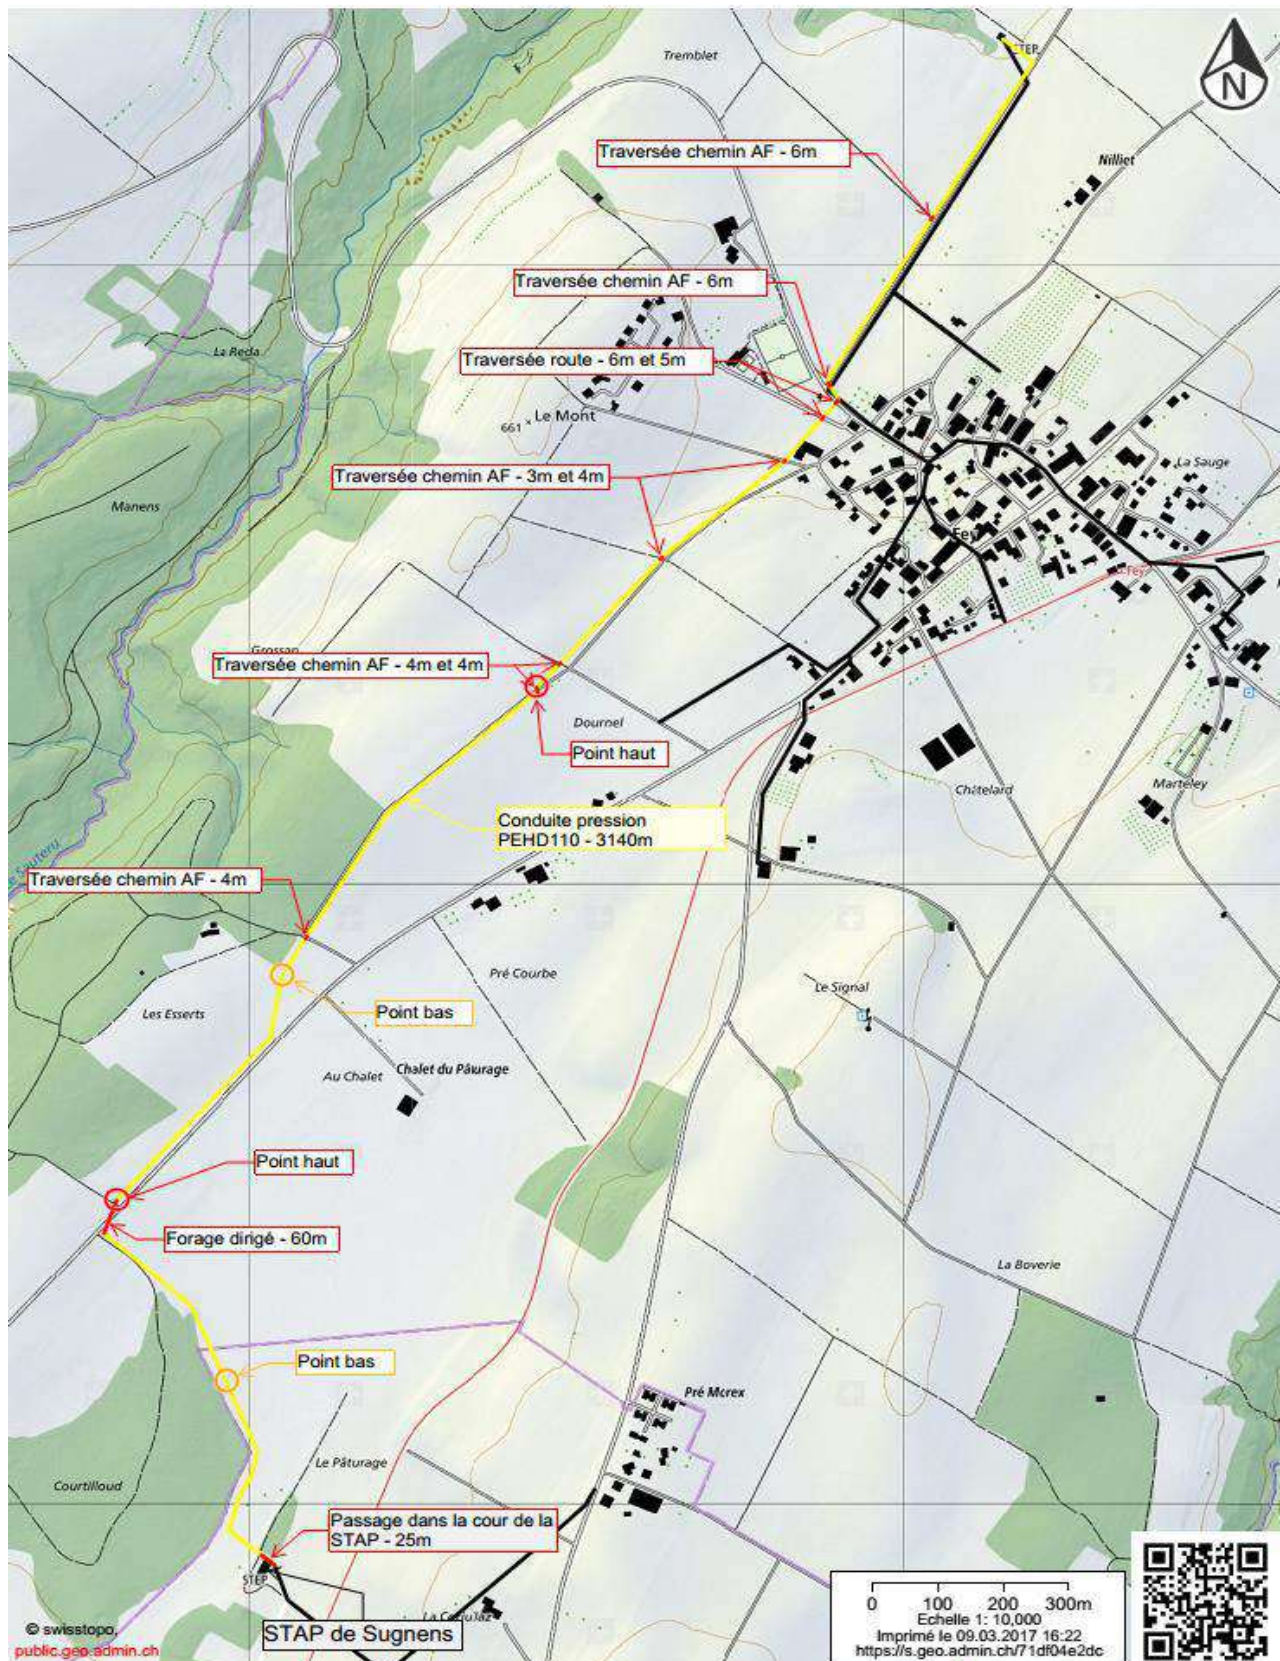 Tremblet
STEP
N
Traversée chemin AF - 6m
Nilliet
Traversée chemin AF - 6m
La Reda
Traversée route - 6m et 5m
661
Le Mont
La Sauge
Traversée chemin AF - 3m et 4m
Manens
Fey
Fey
Traversée chemin AF - 4m et 4m
Dournel
Point haut
Châtelard
Marteley
Conduite pression
PEHD110 - 3140m
Traversée chemin AF - 4m
Pré Courbe
Le Signal
Les Esserts
Point bas
Au Chalet
Chalet du Pâturage
Point haut
Forage dirigé - 60m
La Boverie
Point bas
Pré Morex
Le Pâturage
Courtilloud
Passage dans la cour de la
STAP - 25m
STEP
STAP de Sugnens
0 100 200 300m
Echelle 1: 10,000
Imprimé le 09.03.2017 16:22
https://s.geo.admin.ch/71df04e2dc
© swisstopo,
public.geo.admin.ch